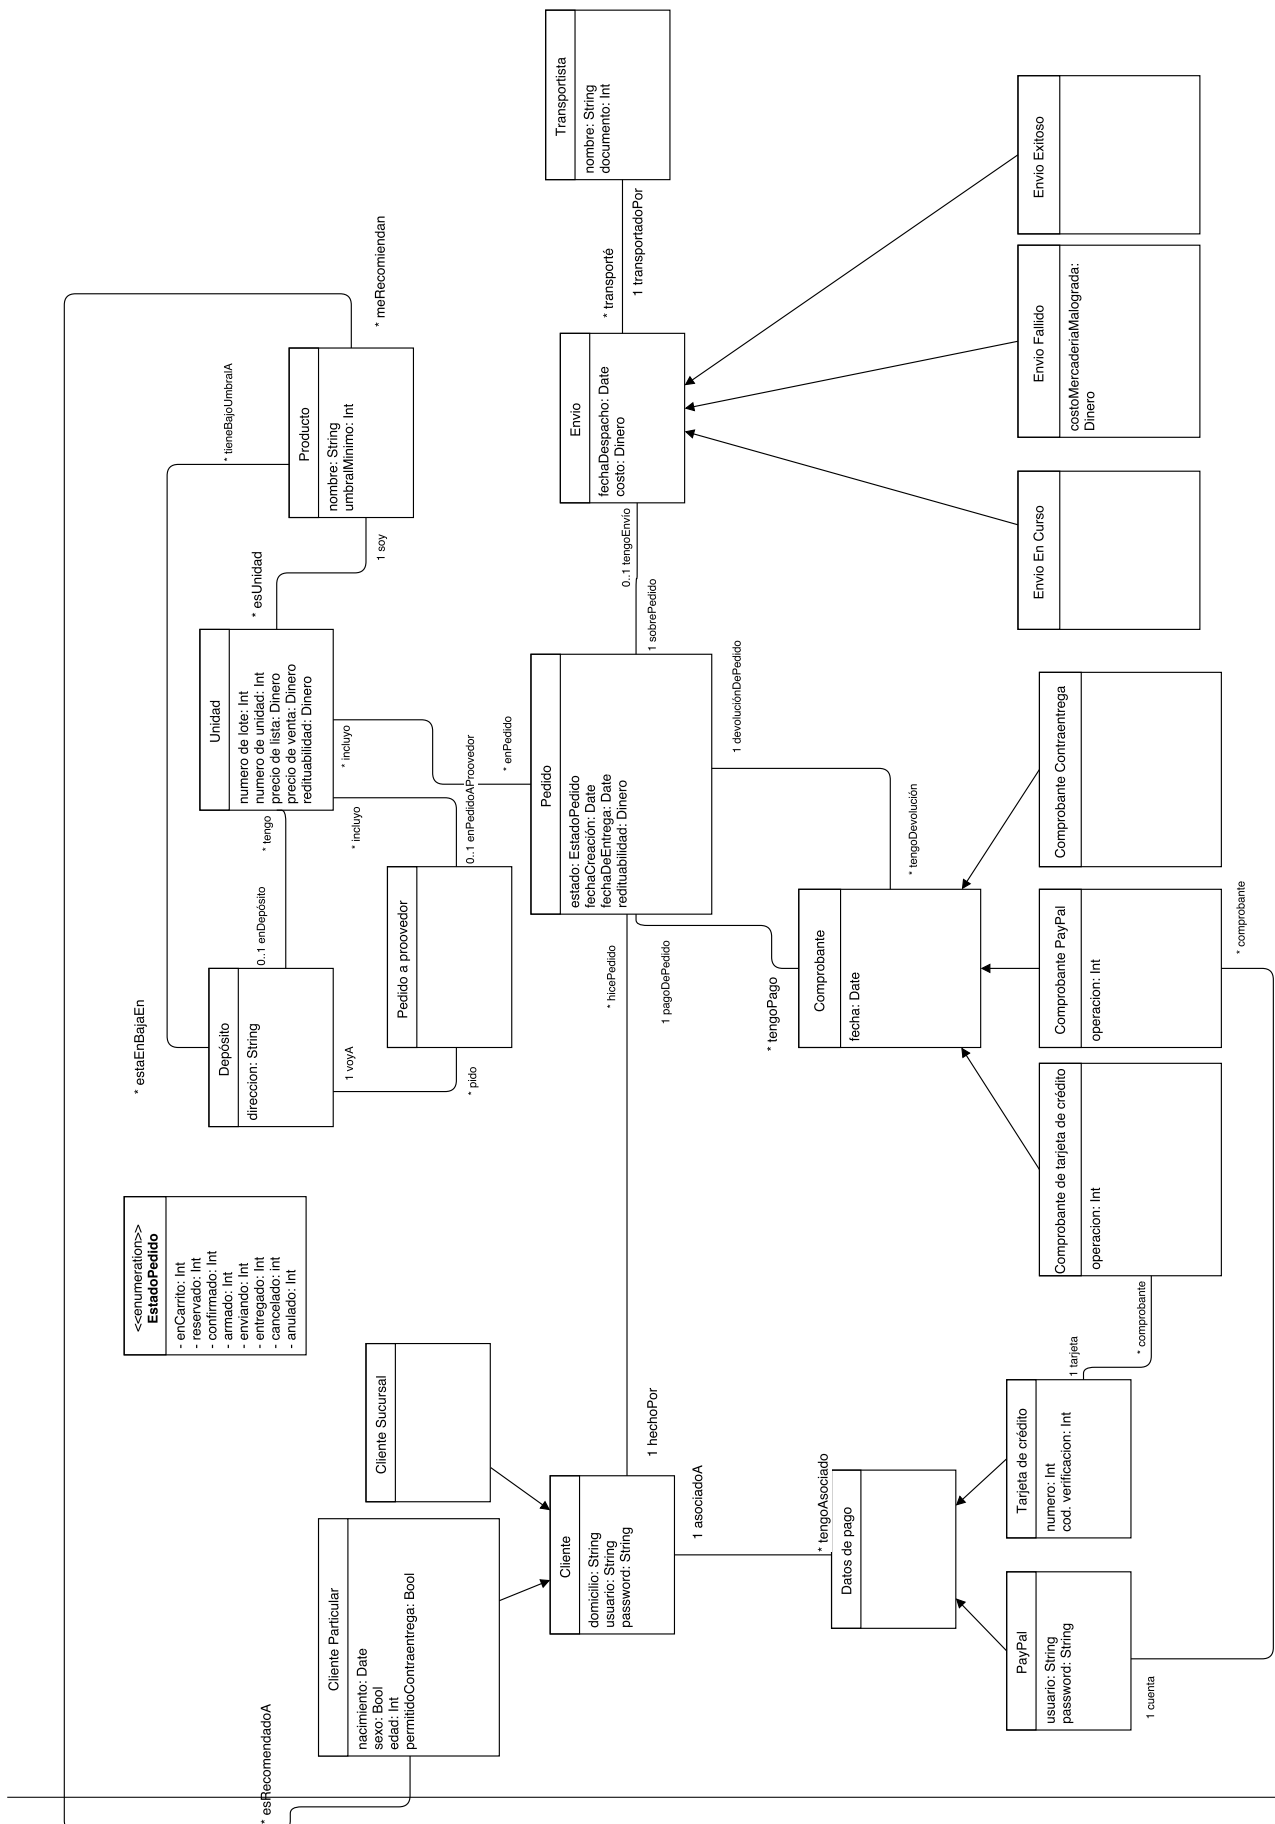 Transportista
nombre: String
documento: Int
* transporté
1 transportadoPor
Envio
fechaDespacho: Date
costo: Dinero
Envio Exitoso
Envio Fallido
costoMercaderiaMalograda:
Dinero
Envio En Curso
0..1 tengoEnvio
1 sobrePedido
* meRecomiendan
* tieneBajoUmbralA
Producto
nombre: String
umbralMinimo: Int
1 soy
* esUnidad
Unidad
numero de lote: Int
numero de unidad: Int
precio de lista: Dinero
precio de venta: Dinero
redituabilidad: Dinero
* tengo
* incluyo
* incluyo
* enPedido
0..1 enPedidoAProovedor
0..1 enDepósito
Pedido
estado: EstadoPedido
fechaCreación: Date
fechaDeEntrega: Date
redituabilidad: Dinero
1 devoluciónDePedido
* tengoDevolución
Pedido a proovedor
* estaEnBajaEn
Depósito
direccion: String
1 voyA
* pido
* hicePedido
1 pagoDePedido
* tengoPago
Comprobante
fecha: Date
Comprobante Contraentrega
Comprobante PayPal
operacion: Int
* comprobante
Comprobante de tarjeta de crédito
operacion: Int
* comprobante
1 tarjeta
<<enumeration>>
EstadoPedido
- enCarrito: Int
- reservado: Int
- confirmado: Int
- armado: Int
- enviando: Int
- entregado: Int
- cancelado: int
- anulado: Int
Cliente Sucursal
1 hechoPor
Cliente
domicilio: String
usuario: String
password: String
1 asociadoA
* tengoAsociado
Datos de pago
Tarjeta de crédito
numero: Int
cod. verificacion: Int
PayPal
usuario: String
password: String
1 cuenta
Cliente Particular
nacimiento: Date
sexo: Bool
edad: Int
permitidoContraentrega: Bool
* esRecomendadoA